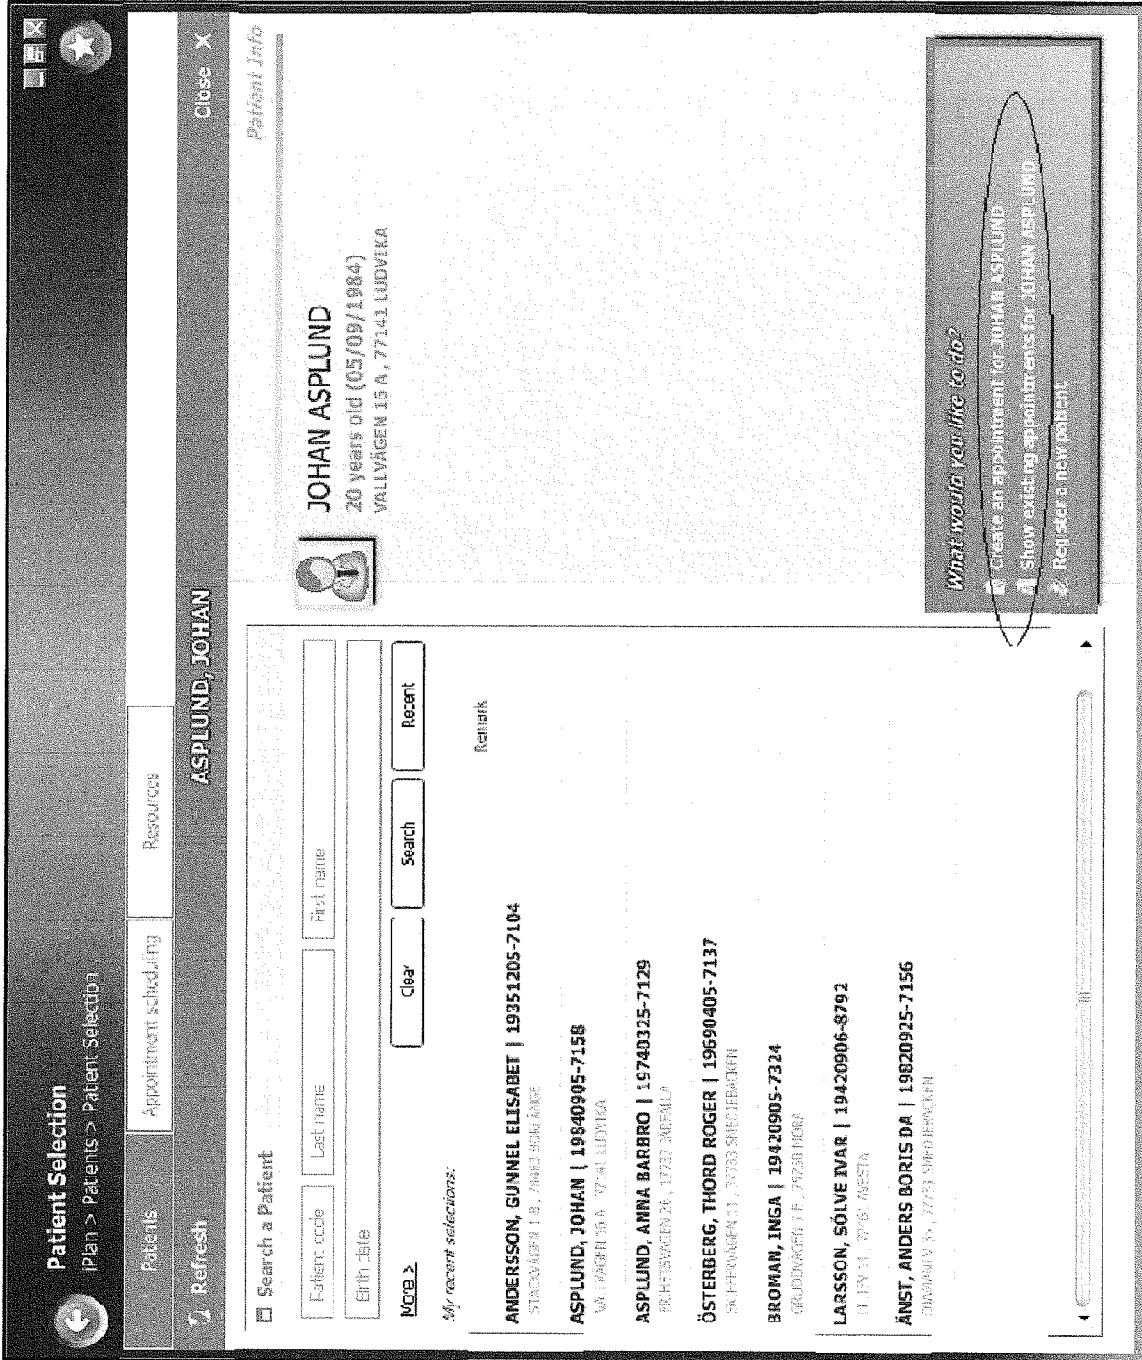 Patient Selection
iPlan > Patients > Patient Selection
Patients
Appointment scheduling
Resources
Refresh
ASPLUND, JOHAN
Close
Search a Patient
Patient code
Last name
First name
Birth date
More >
Clear
Search
Recent
My recent selections:
Remark
ANDERSSON, GUNNEL ELISABET | 19351205-7104
ASPLUND, JOHAN | 19840905-7158
ASPLUND, ANNA BARBRO | 19740325-7129
ÖSTERBERG, THORD ROGER | 19690405-7137
BROMAN, INGA | 19420905-7324
LARSSON, SÖLVE IVAR | 19420906-8792
ÄNST, ANDERS BORIS DA | 19820925-7156
Patient Info
JOHAN ASPLUND
20 years old (05/09/1984)
VALLVÄGEN 15 A , 77141 LUDVIKA
What would you like to do?
Create an appointment for JOHAN ASPLUND
Show existing appointments for JOHAN ASPLUND
Register a new patient